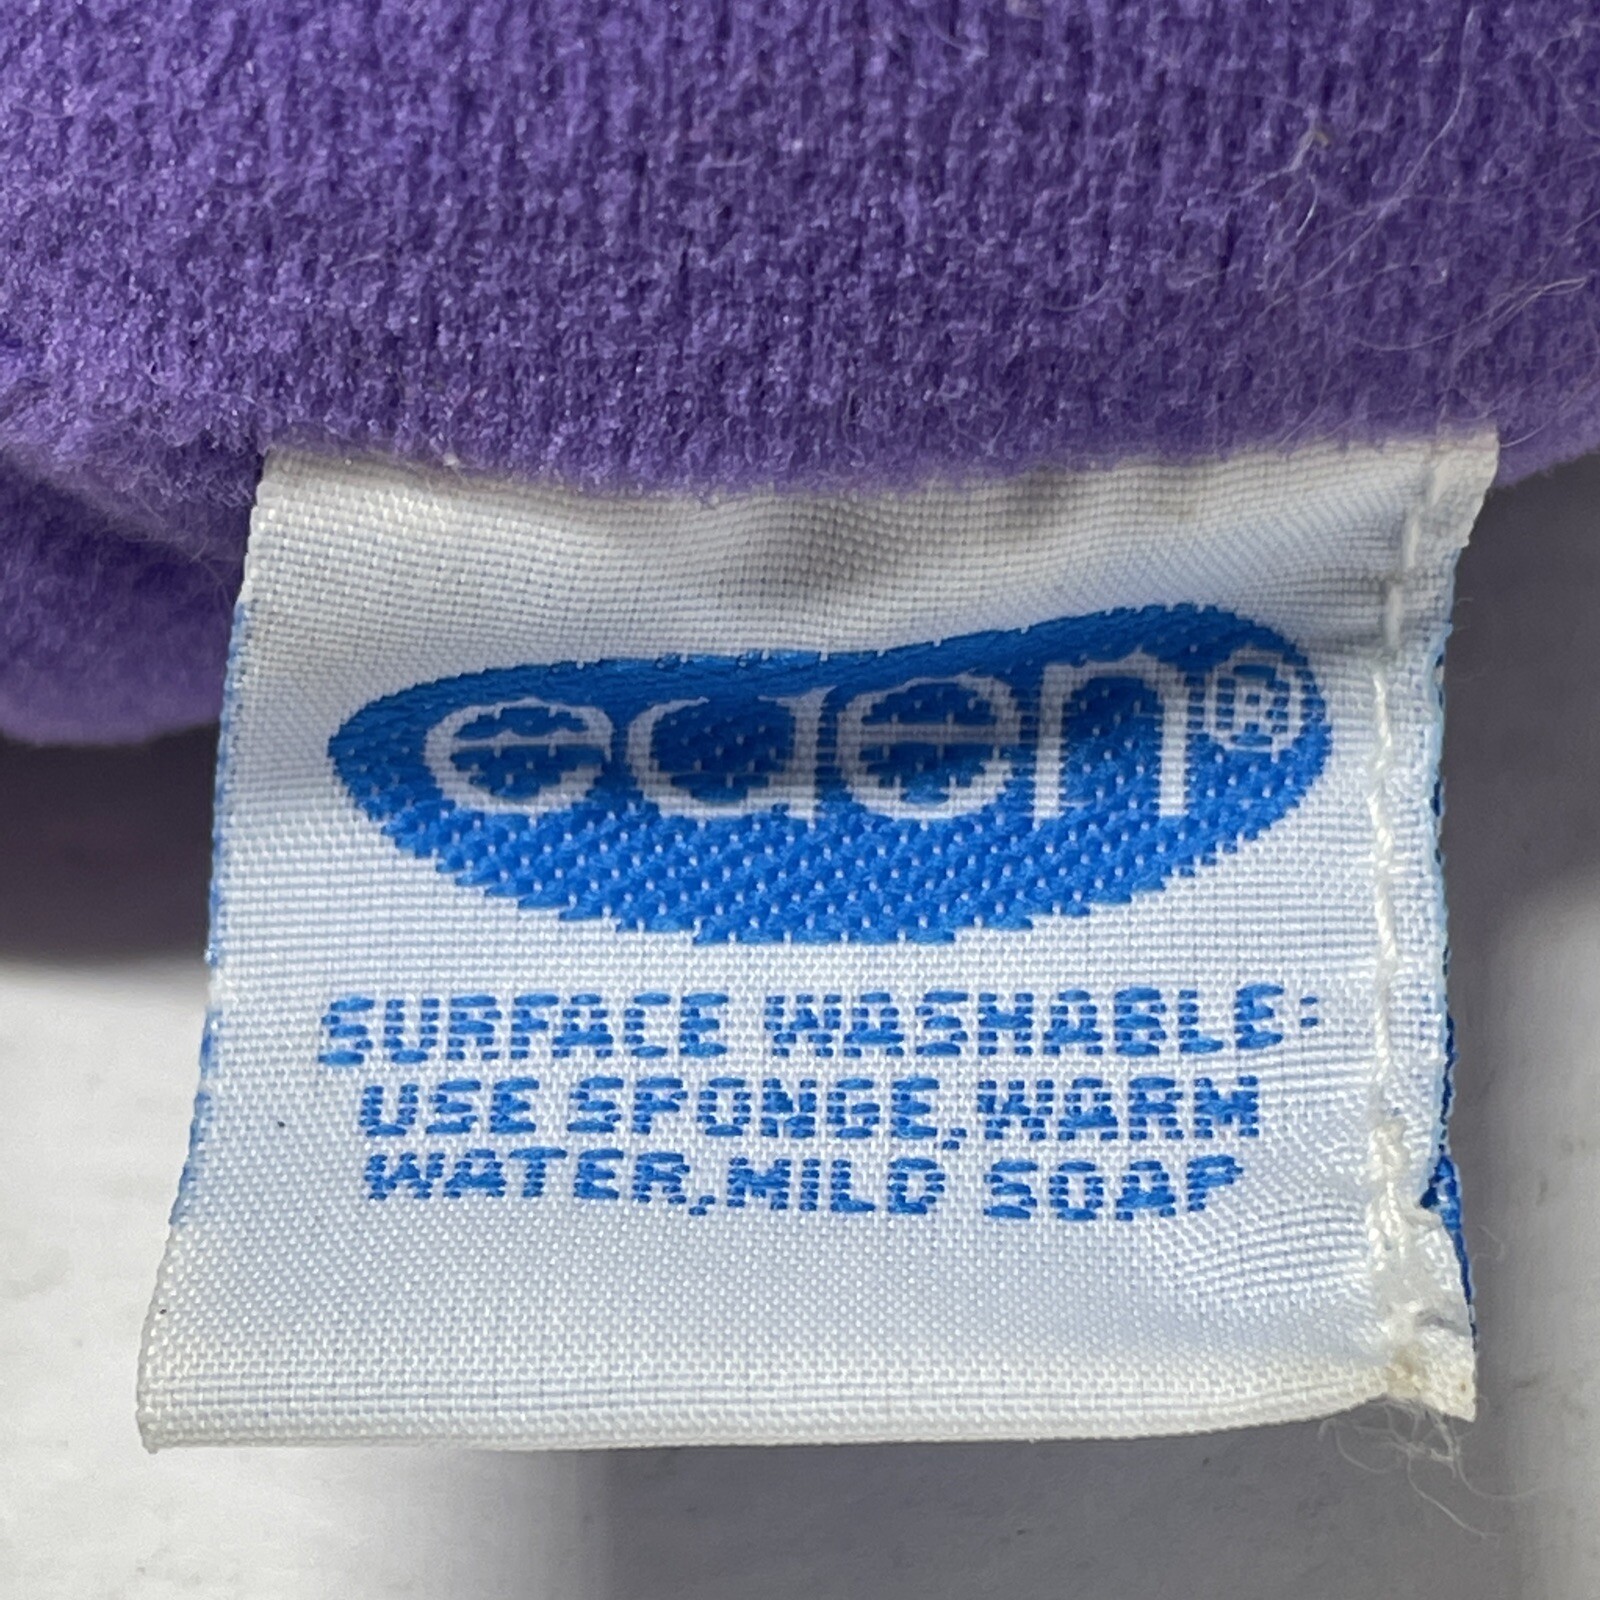 eden®
SURFACE WASHABLE:
USE SPONGE, WARM
WATER, MILD SOAP